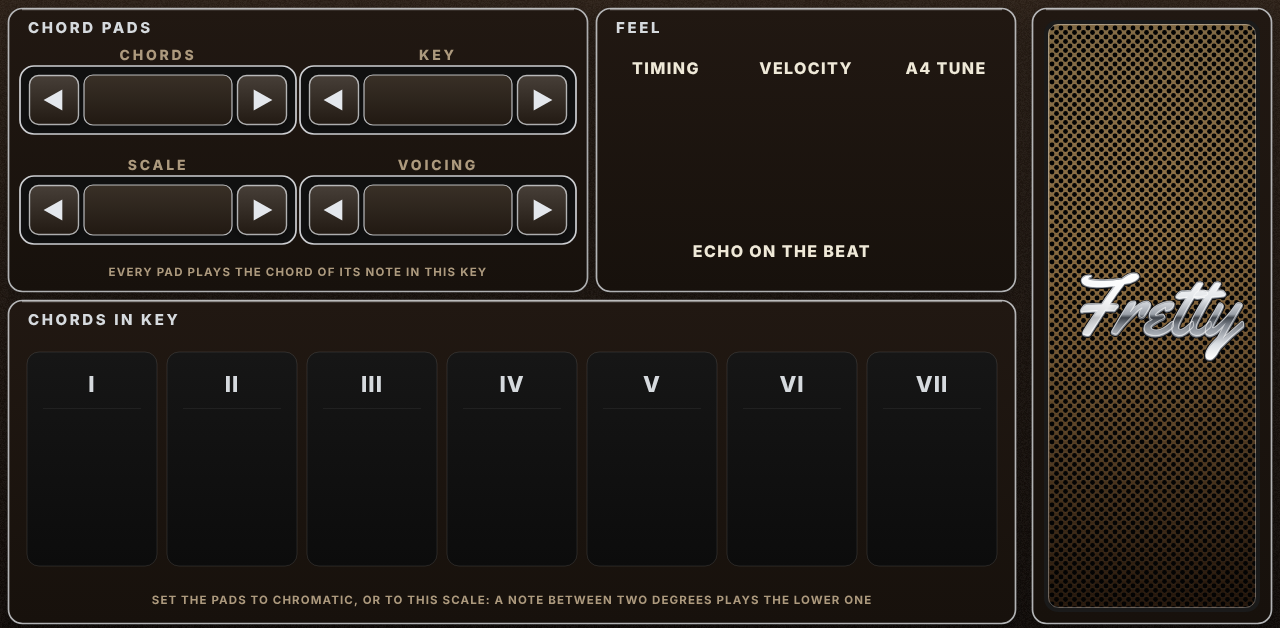 CHORD PADS
CHORDS
KEY
SCALE
VOICING
EVERY PAD PLAYS THE CHORD OF ITS NOTE IN THIS KEY
FEEL
TIMING
VELOCITY
A4 TUNE
ECHO ON THE BEAT
CHORDS IN KEY
I
II
III
IV
V
VI
VII
SET THE PADS TO CHROMATIC, OR TO THIS SCALE: A NOTE BETWEEN TWO DEGREES PLAYS THE LOWER ONE
Fretty